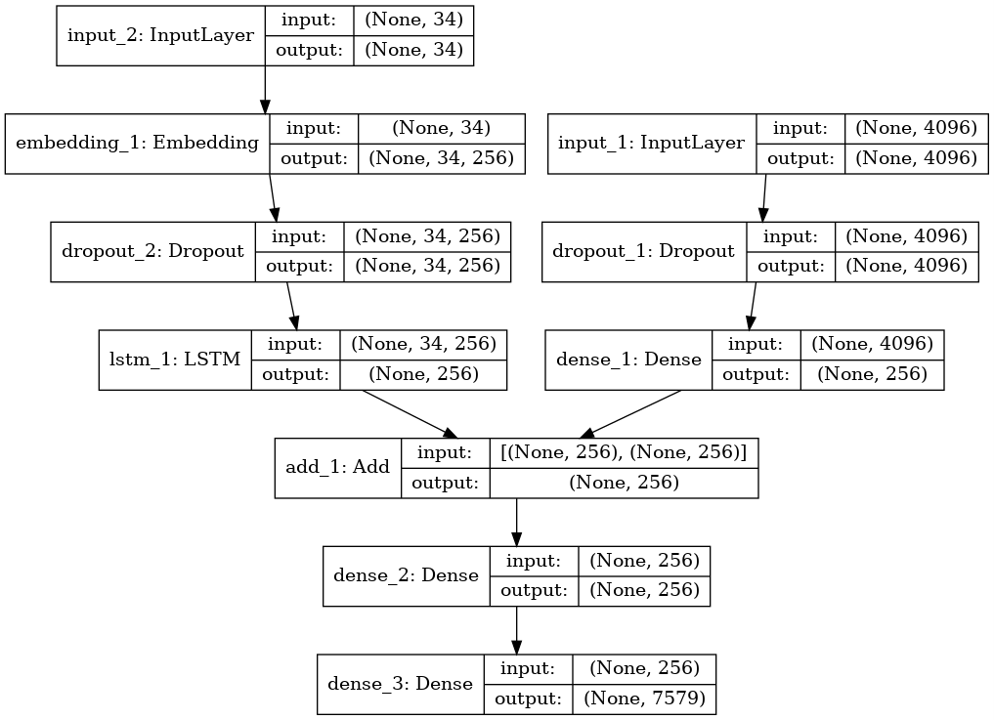 input_2: InputLayer
input: (None, 34)
output: (None, 34)
embedding_1: Embedding
input: (None, 34)
output: (None, 34, 256)
input_1: InputLayer
input: (None, 4096)
output: (None, 4096)
dropout_2: Dropout
input: (None, 34, 256)
output: (None, 34, 256)
dropout_1: Dropout
input: (None, 4096)
output: (None, 4096)
lstm_1: LSTM
input: (None, 34, 256)
output: (None, 256)
dense_1: Dense
input: (None, 4096)
output: (None, 256)
add_1: Add
input: [(None, 256), (None, 256)]
output: (None, 256)
dense_2: Dense
input: (None, 256)
output: (None, 256)
dense_3: Dense
input: (None, 256)
output: (None, 7579)